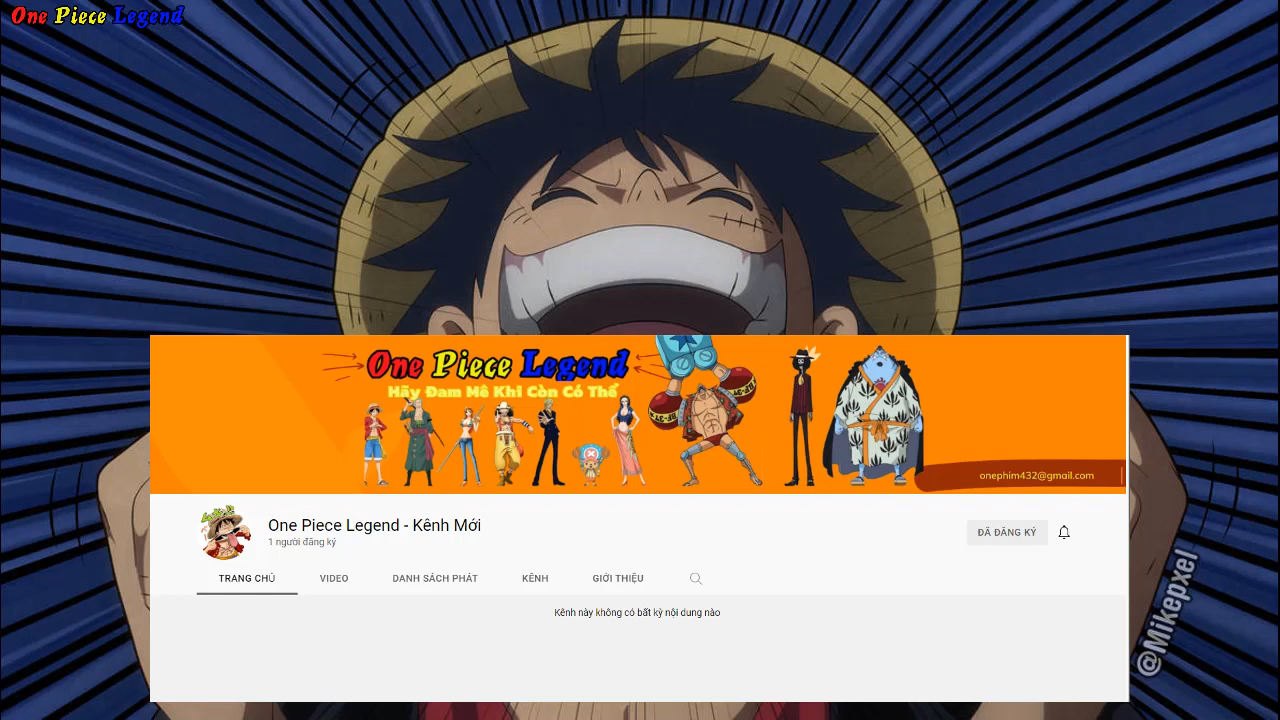 One Piece Legend
One Piece Legend
Hãy Đam Mê Khi Còn Có Thể
onephim432@gmail.com
One Piece Legend - Kênh Mới
1 người đăng ký
ĐÃ ĐĂNG KÝ
TRANG CHỦ VIDEO DANH SÁCH PHÁT KÊNH GIỚI THIỆU
Kênh này không có bất kỳ nội dung nào
@Mikepxel